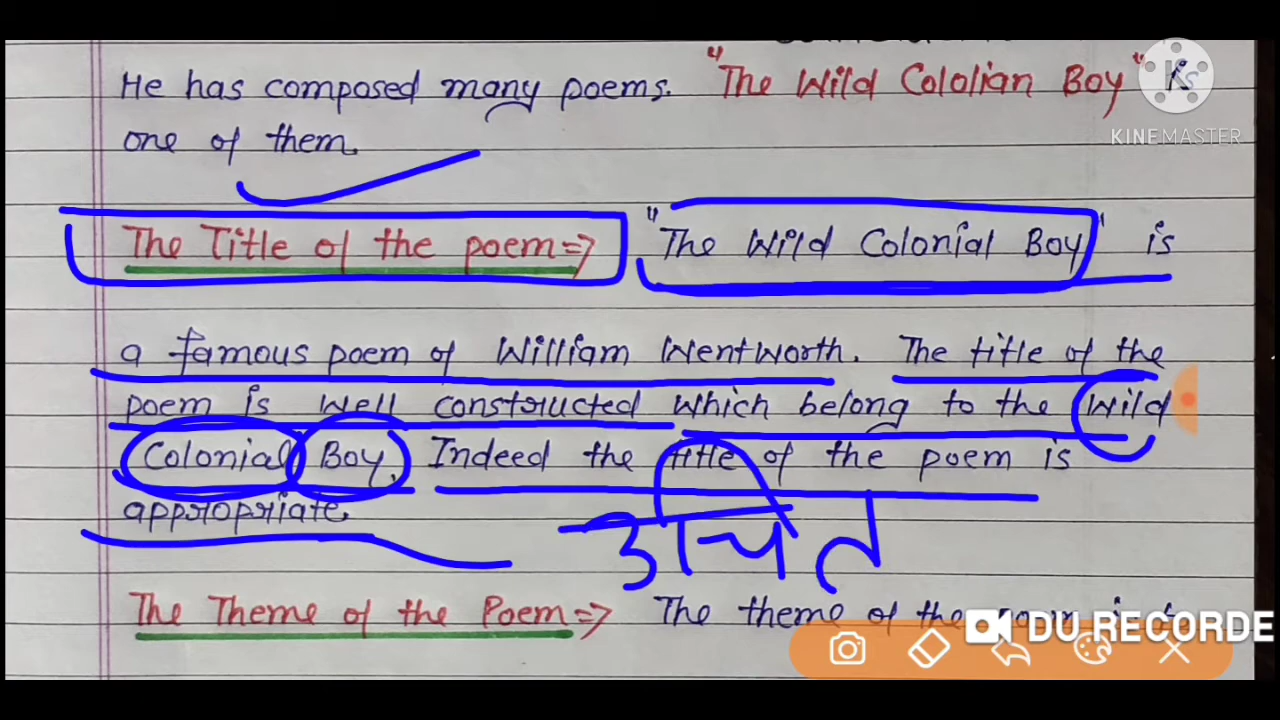 He has composed many poems. "The Wild Cololian Boy" is
KINEMASTER
one of them.
The Title of the poem=> "The Wild Colonial Boy" is
a famous poem of William Wentworth. The title of the
poem is well constructed which belong to the Wild
Colonial Boy. Indeed the title of the poem is
appropriate.
उचित
The Theme of the Poem=> The theme of the poem is
DU RECORDE